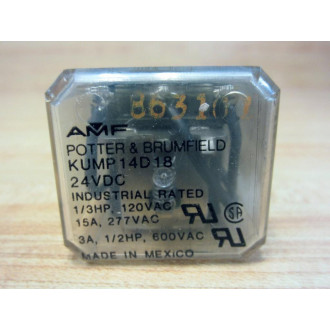 AMF
POTTER & BRUMFIELD
KUMP14D18
24VDC
INDUSTRIAL RATED
1/3HP, 120VAC
15A, 277VAC
3A, 1/2HP, 600VAC
MADE IN MEXICO